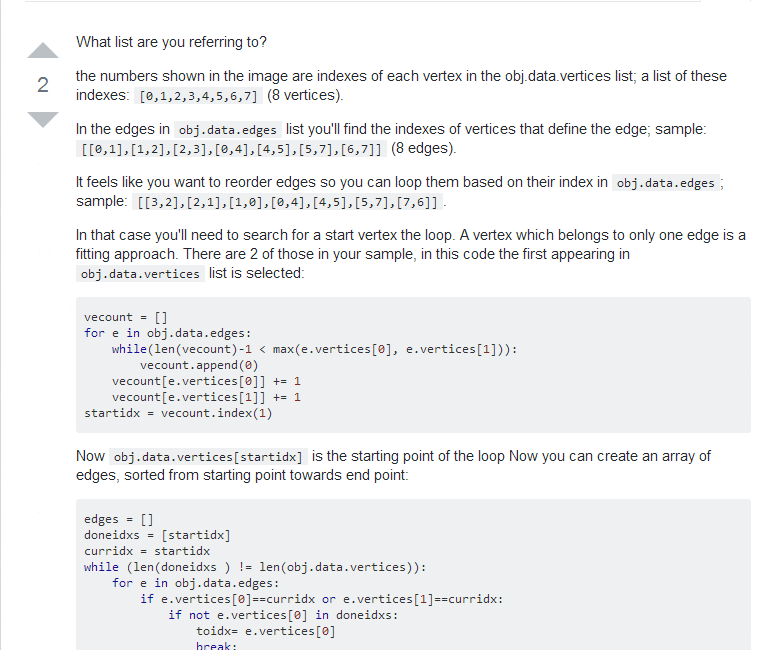 What list are you referring to?
2
the numbers shown in the image are indexes of each vertex in the obj.data.vertices list; a list of these
indexes: [0,1,2,3,4,5,6,7] (8 vertices).
In the edges in obj.data.edges list you'll find the indexes of vertices that define the edge; sample:
[[0,1],[1,2],[2,3],[0,4],[4,5],[5,7],[6,7]] (8 edges).
It feels like you want to reorder edges so you can loop them based on their index in obj.data.edges ;
sample: [[3,2],[2,1],[1,0],[0,4],[4,5],[5,7],[7,6]] .
In that case you'll need to search for a start vertex the loop. A vertex which belongs to only one edge is a
fitting approach. There are 2 of those in your sample, in this code the first appearing in
obj.data.vertices list is selected:
vecount = []
for e in obj.data.edges:
    while(len(vecount)-1 < max(e.vertices[0], e.vertices[1])):
        vecount.append(0)
    vecount[e.vertices[0]] += 1
    vecount[e.vertices[1]] += 1
startidx = vecount.index(1)
Now obj.data.vertices[startidx] is the starting point of the loop Now you can create an array of
edges, sorted from starting point towards end point:
edges = []
doneidxs = [startidx]
curridx = startidx
while (len(doneidxs ) != len(obj.data.vertices)):
    for e in obj.data.edges:
        if e.vertices[0]==curridx or e.vertices[1]==curridx:
            if not e.vertices[0] in doneidxs:
                toidx= e.vertices[0]
                break;